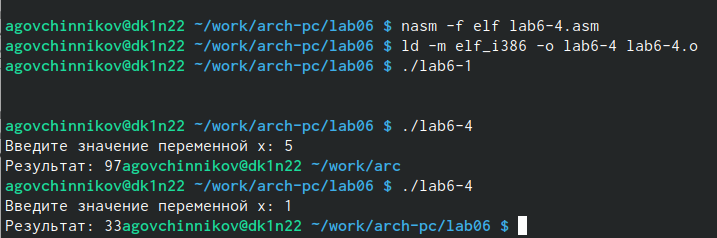 agovchinnikov@dk1n22 ~/work/arch-pc/lab06 $ nasm -f elf lab6-4.asm
agovchinnikov@dk1n22 ~/work/arch-pc/lab06 $ ld -m elf_i386 -o lab6-4 lab6-4.o
agovchinnikov@dk1n22 ~/work/arch-pc/lab06 $ ./lab6-1
agovchinnikov@dk1n22 ~/work/arch-pc/lab06 $ ./lab6-4
Введите значение переменной х: 5
Результат: 97agovchinnikov@dk1n22 ~/work/arc
agovchinnikov@dk1n22 ~/work/arch-pc/lab06 $ ./lab6-4
Введите значение переменной х: 1
Результат: 33agovchinnikov@dk1n22 ~/work/arch-pc/lab06 $